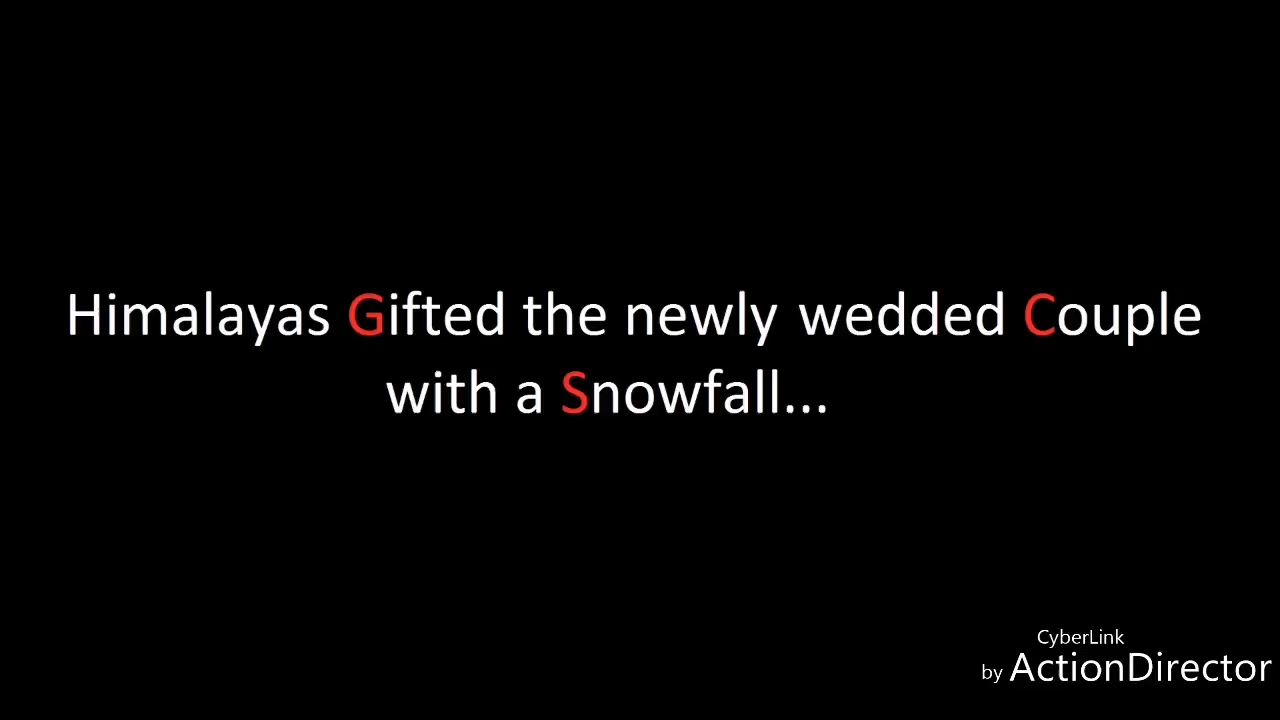 Himalayas Gifted the newly wedded Couple
with a Snowfall...
CyberLink
by ActionDirector